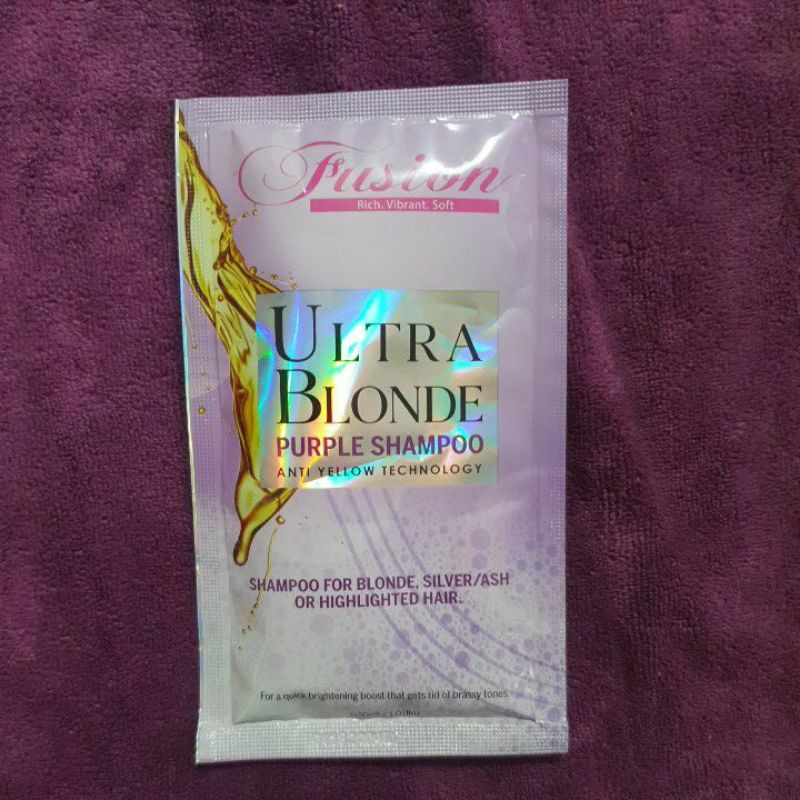 Fusion
Rich. Vibrant. Soft
ULTRA
BLONDE
PURPLE SHAMPOO
ANTI YELLOW TECHNOLOGY
SHAMPOO FOR BLONDE, SILVER/ASH
OR HIGHLIGHTED HAIR.
For a quick brightening boost that gets rid of brassy tones